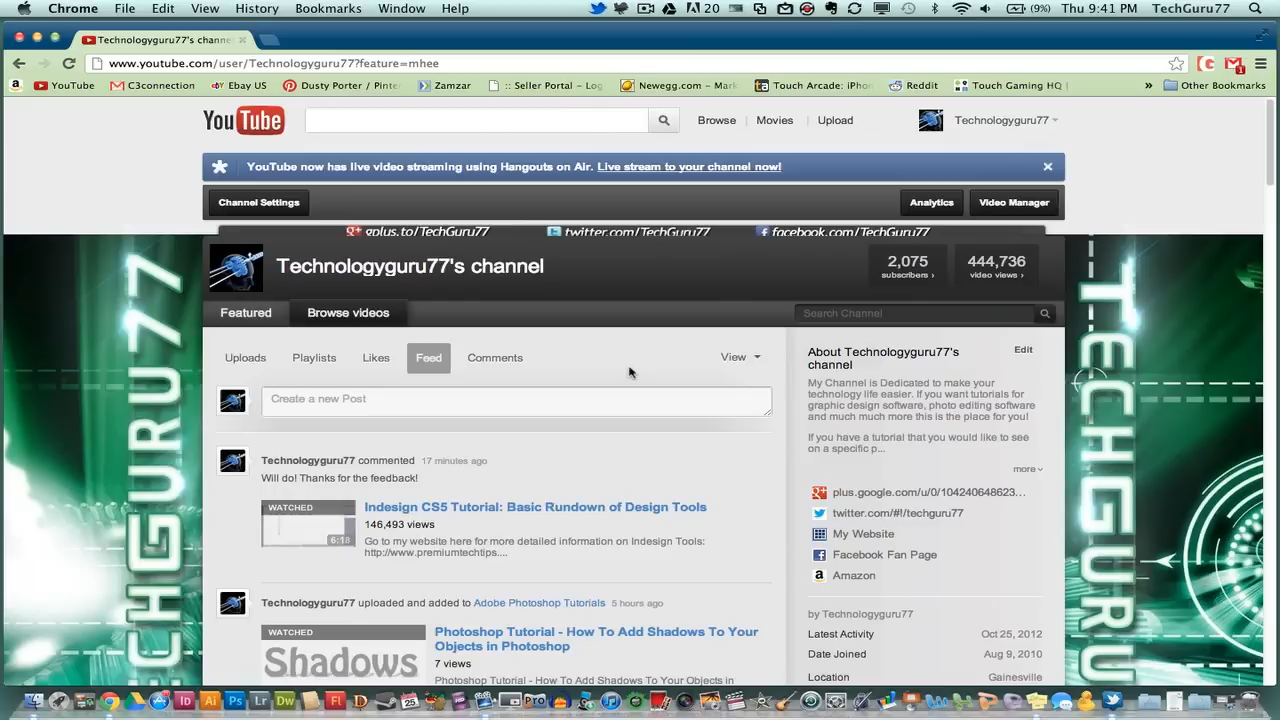 Chrome File Edit View History Bookmarks Window Help 20 (9%) Thu 9:41 PM TechGuru77
Technologyguru77's channel
www.youtube.com/user/Technologyguru77?feature=mhee
YouTube C3connection Ebay US Dusty Porter / Pinter Zamzar :: Seller Portal - Log Newegg.com - Mark Touch Arcade: iPhon Reddit Touch Gaming HQ | » Other Bookmarks
YouTube Browse Movies Upload Technologyguru77
YouTube now has live video streaming using Hangouts on Air. Live stream to your channel now!
Channel Settings Analytics Video Manager
gplus.to/TechGuru77 twitter.com/TechGuru77 facebook.com/TechGuru77
Technologyguru77's channel
2,075 subscribers ›
444,736 video views ›
Featured Browse videos Search Channel
Uploads Playlists Likes Feed Comments View
Create a new Post
Technologyguru77 commented 17 minutes ago
Will do! Thanks for the feedback!
WATCHED
6:18
Indesign CS5 Tutorial: Basic Rundown of Design Tools
146,493 views
Go to my website here for more detailed information on Indesign Tools:
http://www.premiumtechtips....
Technologyguru77 uploaded and added to Adobe Photoshop Tutorials 5 hours ago
WATCHED
Shadows
Photoshop Tutorial - How To Add Shadows To Your
Objects in Photoshop
7 views
Photoshop Tutorial - How To Add Shadows To Your Objects in
About Technologyguru77's
channel
Edit
My Channel is Dedicated to make your
technology life easier. If you want tutorials for
graphic design software, photo editing software
and much much more this is the place for you!
If you have a tutorial that you would like to see
on a specific p...
more
plus.google.com/u/0/104240648623...
twitter.com/#!/techguru77
My Website
Facebook Fan Page
Amazon
by Technologyguru77
Latest Activity Oct 25, 2012
Date Joined Aug 9, 2010
Location Gainesville
CHGURU77
TECHGURU
Id Ai Ps Lr Dw Fl 25 PRO